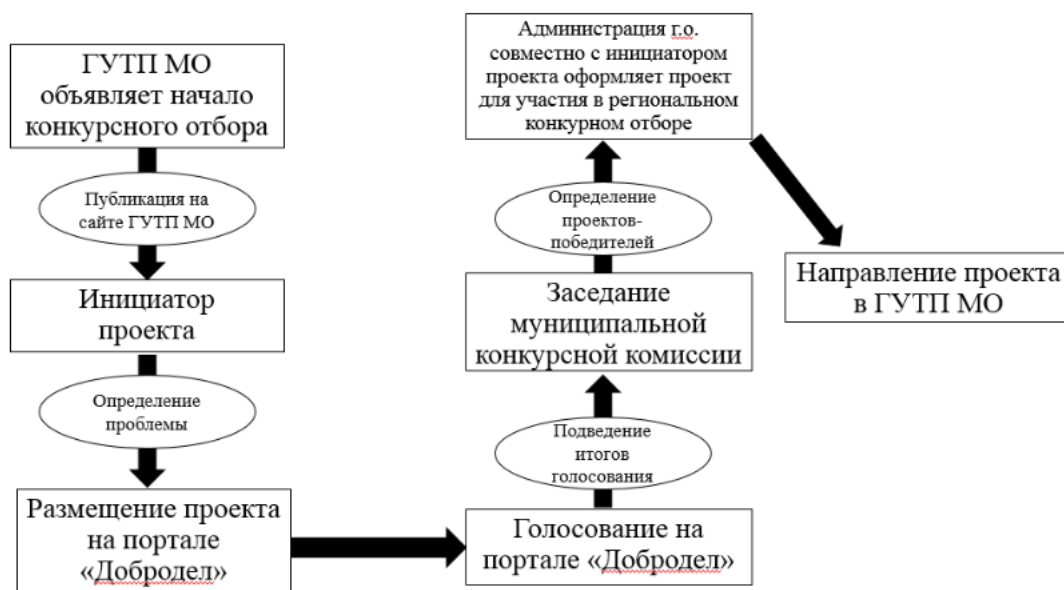 ГУТП МО
объявляет начало
конкурсного отбора
Публикация на
сайте ГУТП МО
Инициатор
проекта
Определение
проблемы
Размещение проекта
на портале
«Добродел»
Голосование на
портале «Добродел»
Подведение
итогов
голосования
Заседание
муниципальной
конкурсной комиссии
Определение
проектов-
победителей
Администрация г.о.
совместно с инициатором
проекта оформляет проект
для участия в региональном
конкурном отборе
Направление проекта
в ГУТП МО